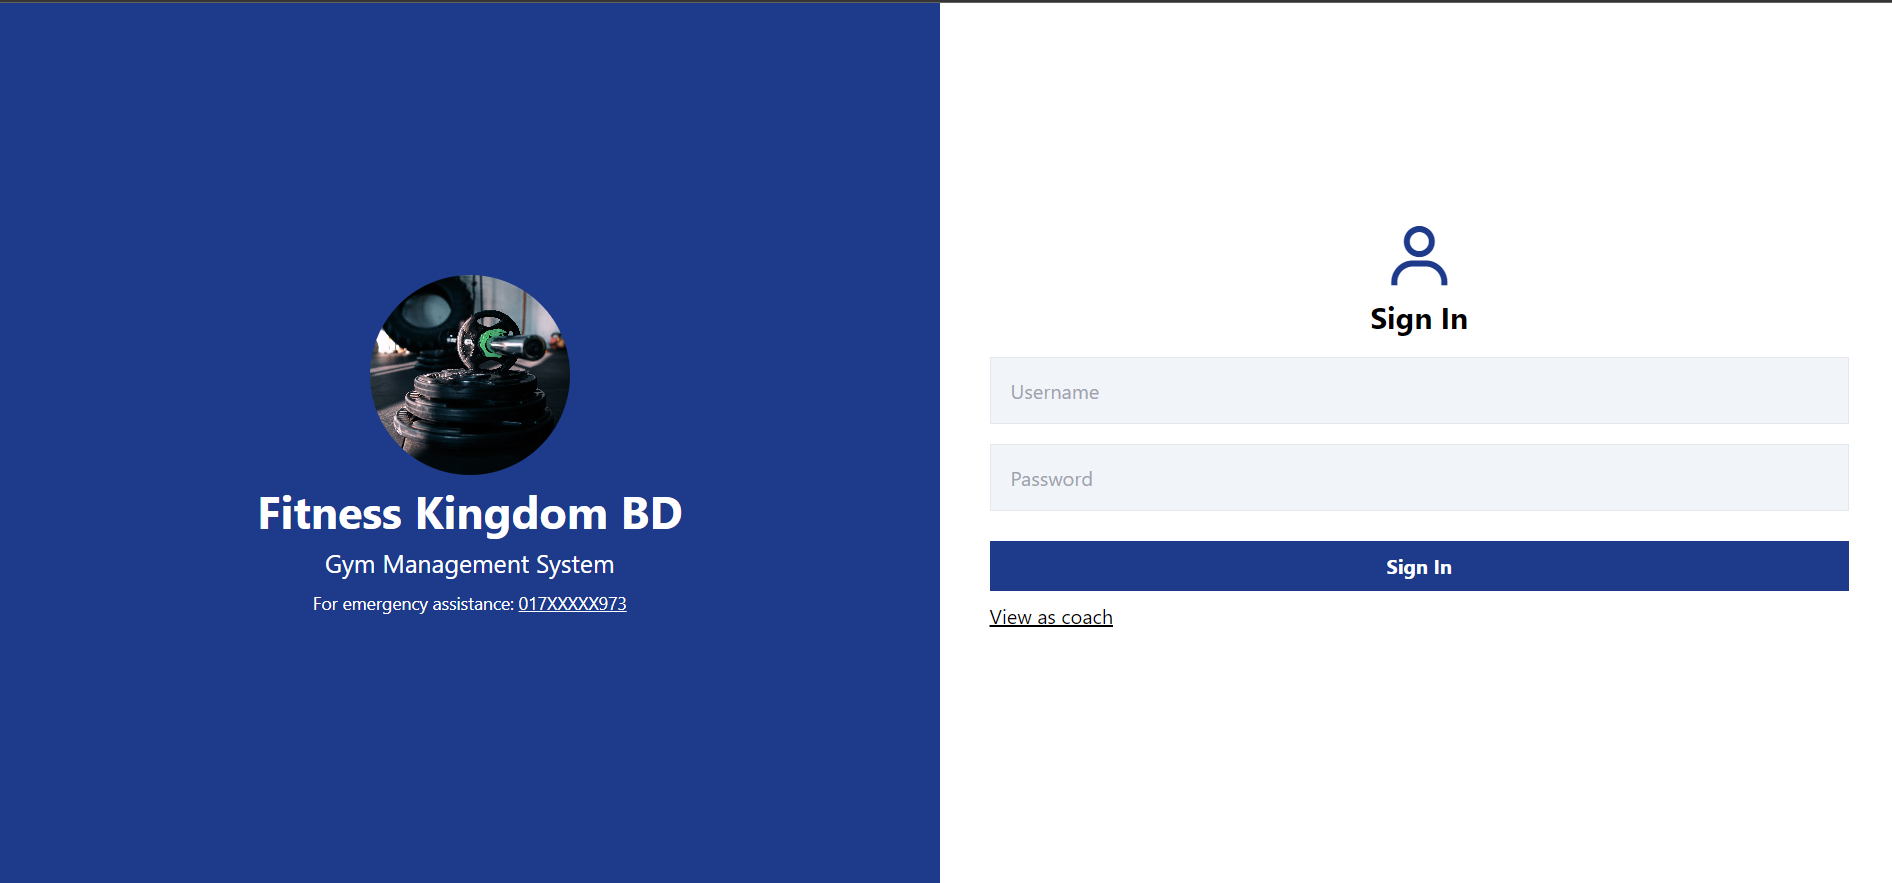 Fitness Kingdom BD
Gym Management System
For emergency assistance: 017XXXXX973
Sign In
Username
Password
Sign In
View as coach